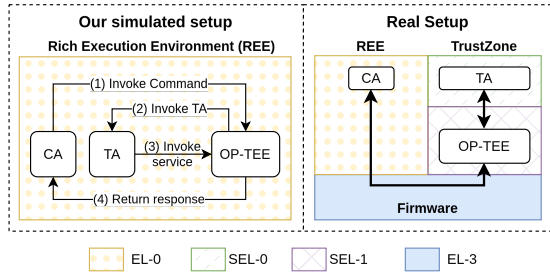 Our simulated setup
Rich Execution Environment (REE)
(1) Invoke Command
(2) Invoke TA
CA
TA
(3) Invoke
service
OP-TEE
(4) Return response
Real Setup
REE
TrustZone
CA
TA
OP-TEE
Firmware
EL-0
SEL-0
SEL-1
EL-3